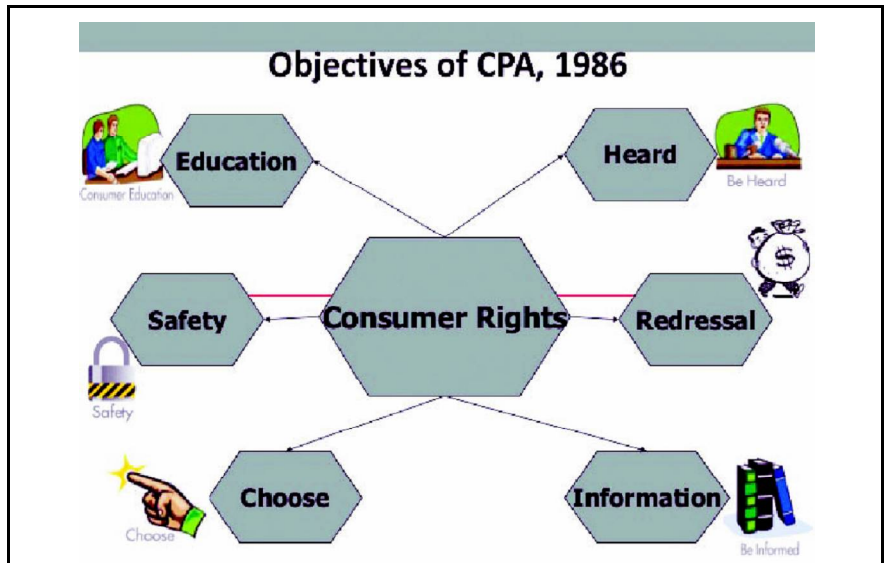 Objectives of CPA, 1986
Education
Consumer Education
Heard
Be Heard
Safety
Safety
Consumer Rights
Redressal
$
Choose
Choose
Information
Be Informed